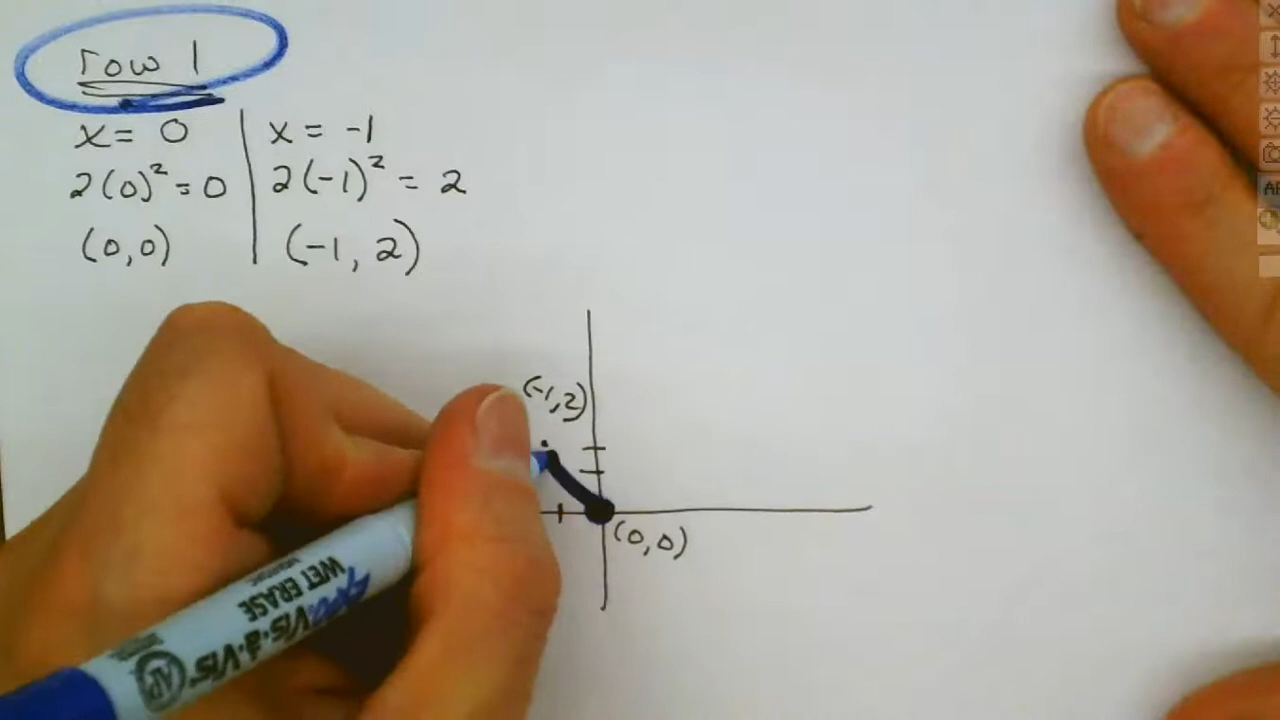 row 1
x = 0
2(0)² = 0
(0,0)
x = -1
2(-1)² = 2
(-1, 2)
(-1,2)
(0,0)
EXPO Vis-à-Vis
WET ERASE
AP